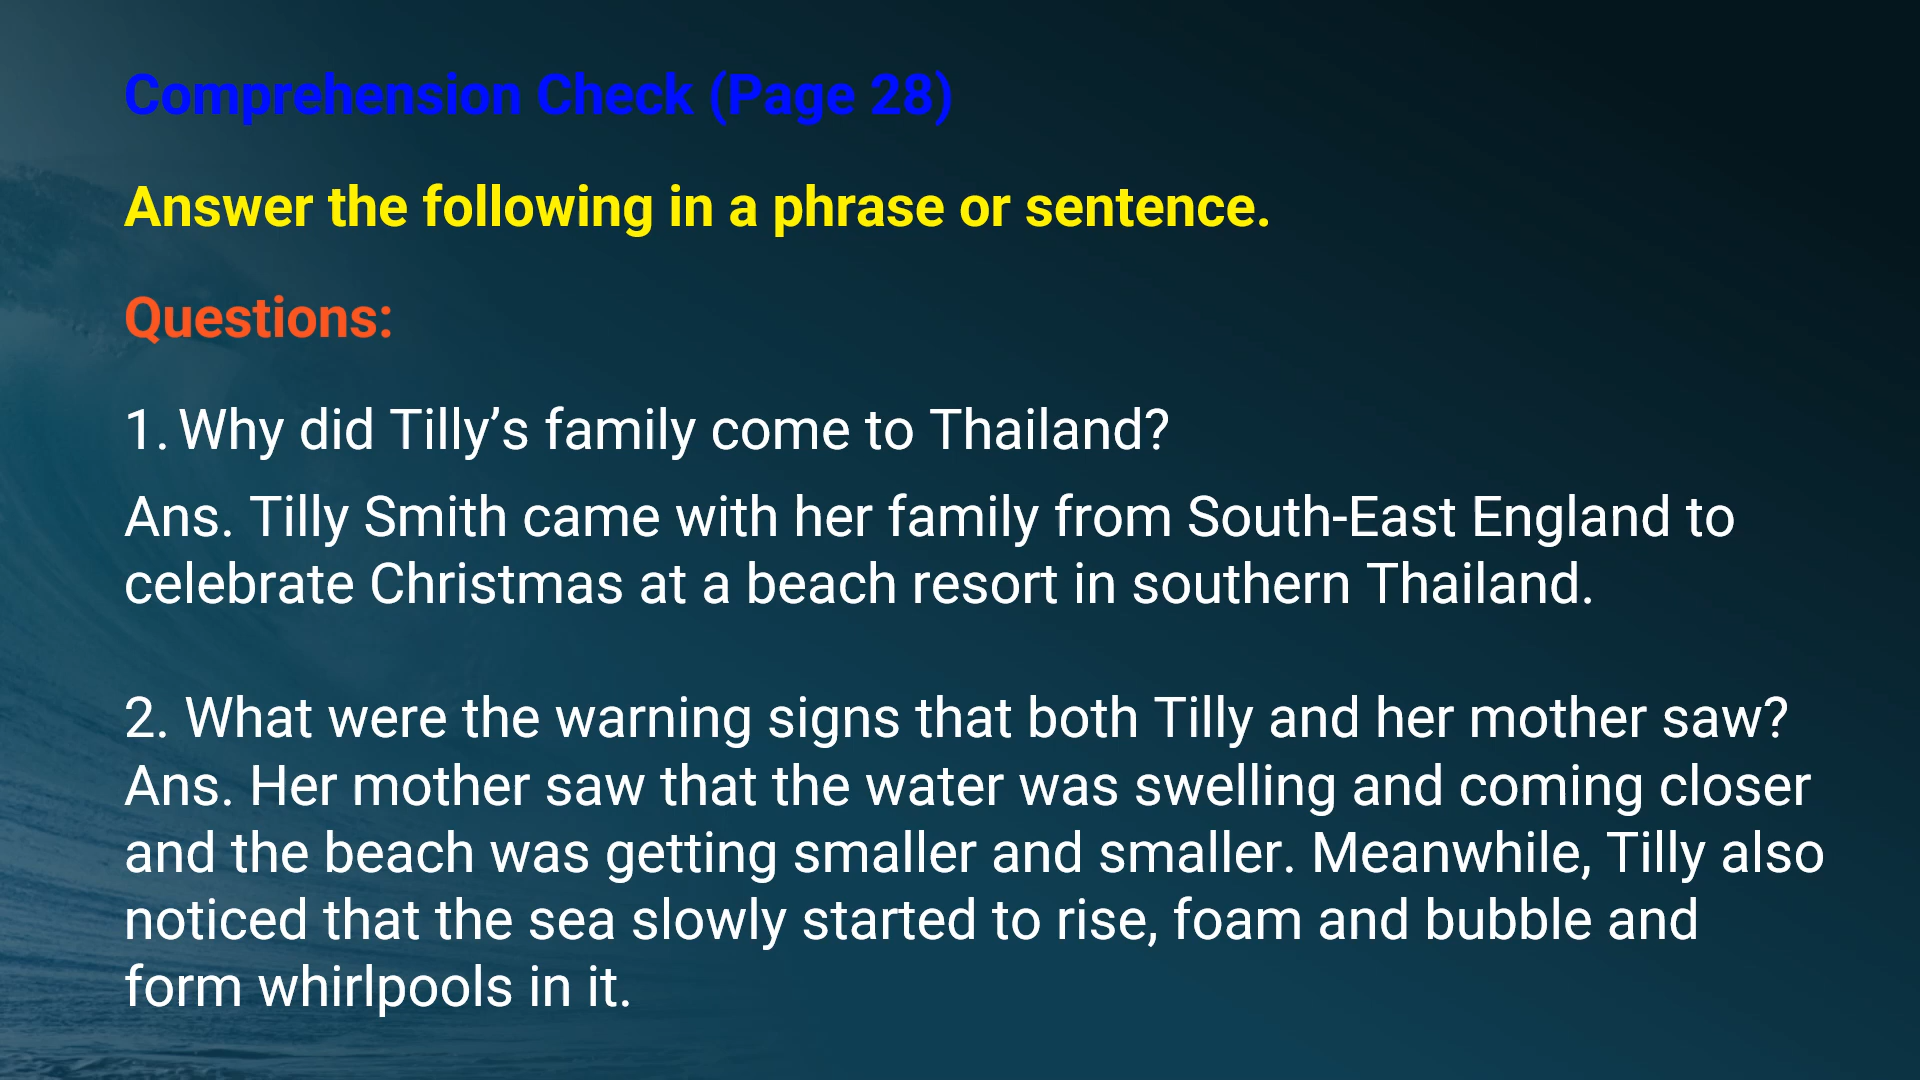 Comprehension Check (Page 28)
Answer the following in a phrase or sentence.
Questions:
1. Why did Tilly’s family come to Thailand?
Ans. Tilly Smith came with her family from South-East England to
celebrate Christmas at a beach resort in southern Thailand.
2. What were the warning signs that both Tilly and her mother saw?
Ans. Her mother saw that the water was swelling and coming closer
and the beach was getting smaller and smaller. Meanwhile, Tilly also
noticed that the sea slowly started to rise, foam and bubble and
form whirlpools in it.